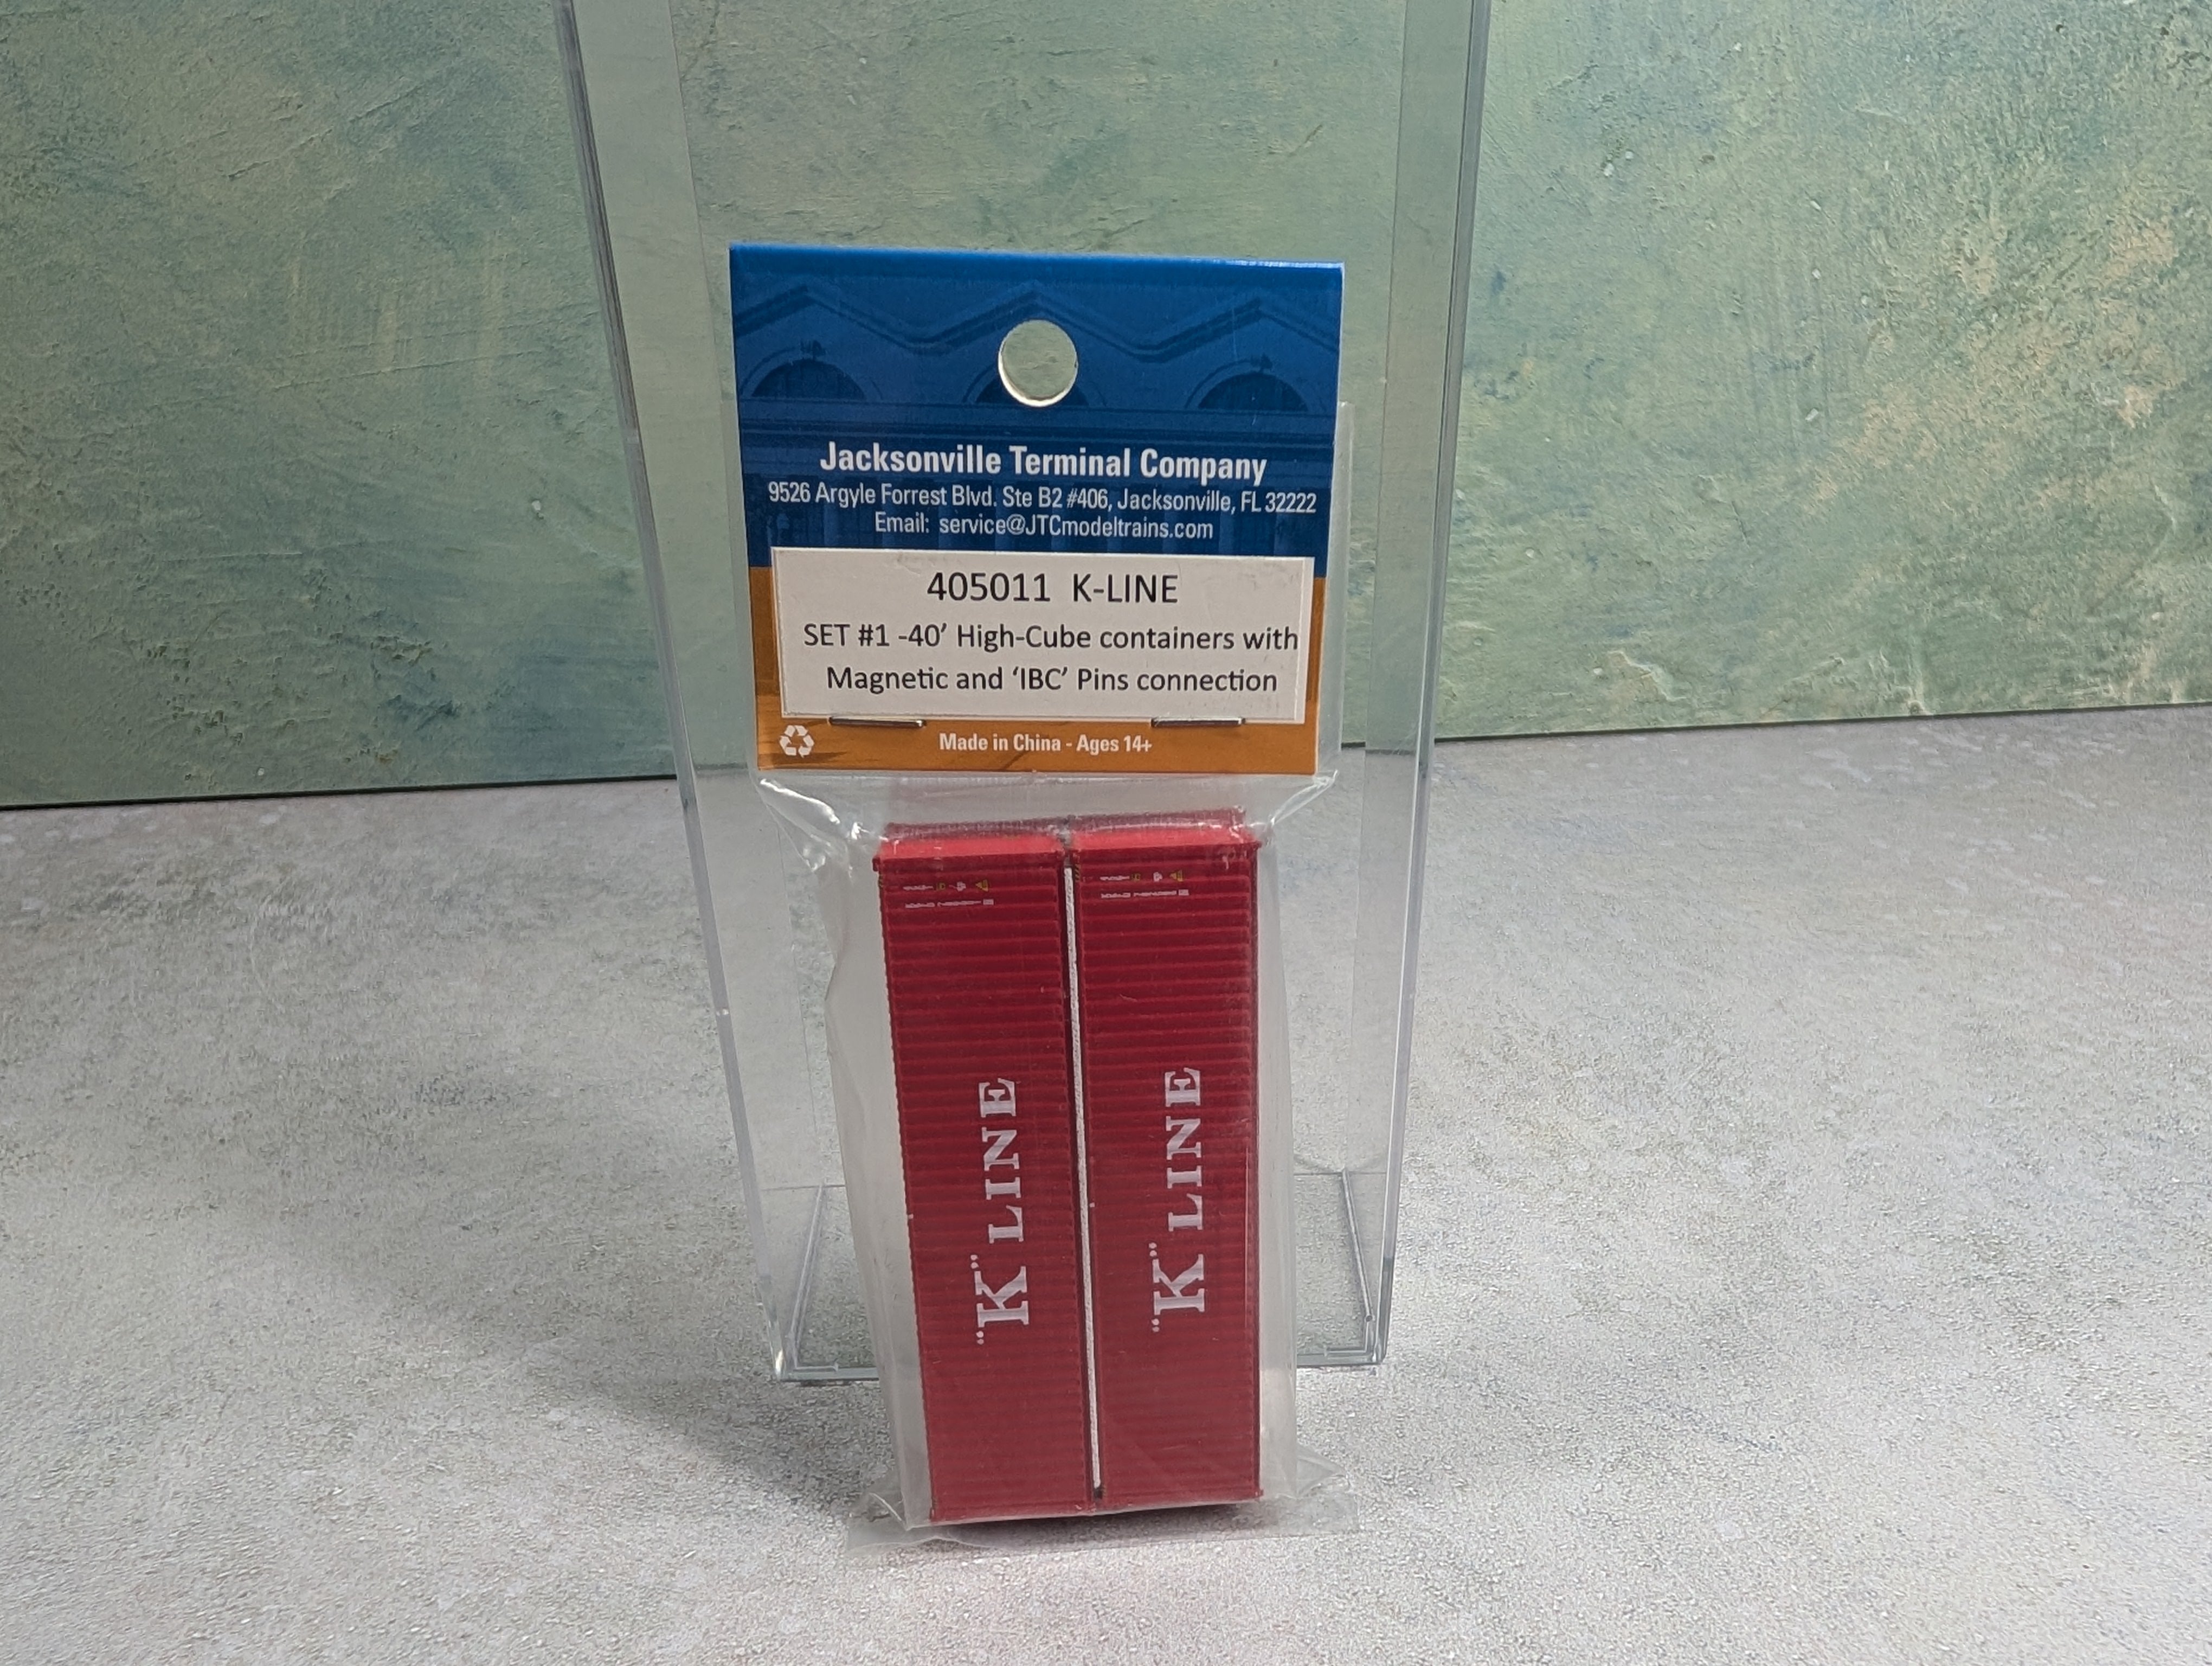 Jacksonville Terminal Company
9526 Argyle Forrest Blvd. Ste B2 #406, Jacksonville, FL 32222
Email: service@JTCmodeltrains.com
405011 K-LINE
SET #1 -40’ High-Cube containers with
Magnetic and ‘IBC’ Pins connection
Made in China - Ages 14+
"K" LINE
"K" LINE